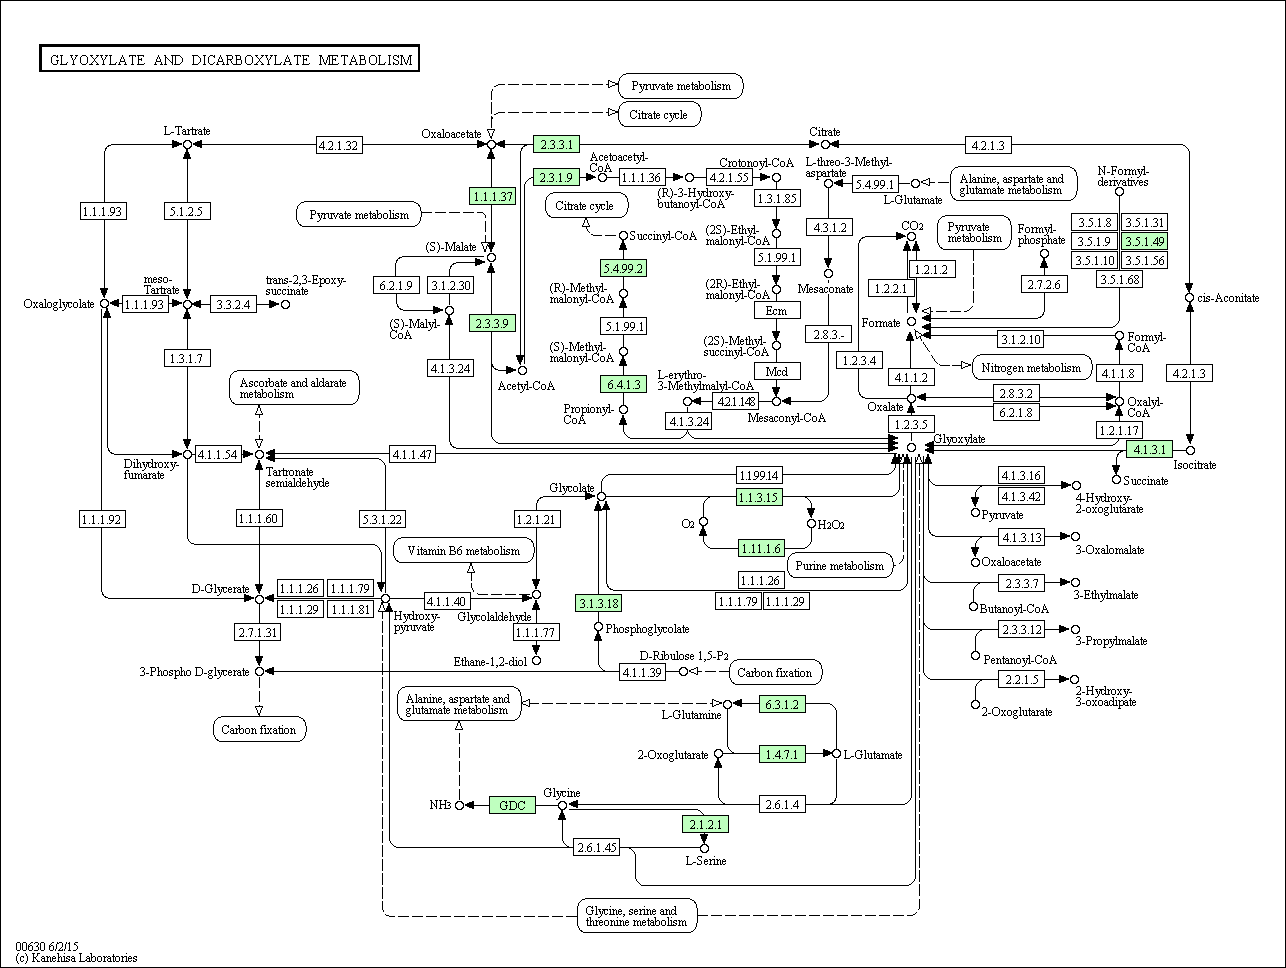 GLYOXYLATE AND DICARBOXYLATE METABOLISM
Pyruvate metabolism
Citrate cycle
L-Tartrate
4.2.1.32
Oxaloacetate
2.3.3.1
Citrate
4.2.1.3
2.3.1.9
Acetoacetyl-
CoA
1.1.1.36
(R)-3-Hydroxy-
butanoyl-CoA
4.2.1.55
Crotonoyl-CoA
L-threo-3-Methyl-
aspartate
5.4.99.1
L-Glutamate
Alanine, aspartate and
glutamate metabolism
N-Formyl-
derivatives
1.1.1.93
5.1.2.5
1.1.1.37
Pyruvate metabolism
Citrate cycle
1.3.1.85
4.3.1.2
CO2
Pyruvate
metabolism
Formyl-
phosphate
3.5.1.8
3.5.1.31
3.5.1.9
3.5.1.49
3.5.1.10
3.5.1.56
3.5.1.68
(S)-Malate
Succinyl-CoA
(2S)-Ethyl-
malonyl-CoA
5.4.99.2
5.1.99.1
1.2.1.2
1.2.2.1
2.7.2.6
meso-
Tartrate
trans-2,3-Epoxy-
succinate
6.2.1.9
3.1.2.30
(R)-Methyl-
malonyl-CoA
(2R)-Ethyl-
malonyl-CoA
Mesaconate
Oxaloglycolate
1.1.1.93
3.3.2.4
cis-Aconitate
(S)-Malyl-
CoA
2.3.3.9
5.1.99.1
Ecm
2.8.3.-
Formate
3.1.2.10
Formyl-
CoA
1.3.1.7
4.1.3.24
(S)-Methyl-
malonyl-CoA
(2S)-Methyl-
succinyl-CoA
1.2.3.4
Nitrogen metabolism
Ascorbate and aldarate
metabolism
Acetyl-CoA
6.4.1.3
L-erythro-
3-Methylmalyl-CoA
Mcd
4.1.1.2
4.1.1.8
4.2.1.3
Propionyl-
CoA
4.2.1.148
4.1.3.24
Mesaconyl-CoA
Oxalate
2.8.3.2
6.2.1.8
Oxalyl-
CoA
1.2.3.5
1.2.1.17
Glyoxylate
4.1.3.1
Dihydroxy-
fumarate
4.1.1.54
Tartronate
semialdehyde
4.1.1.47
Isocitrate
Succinate
Glycolate
1.1.99.14
1.1.3.15
4.1.3.16
4.1.3.42
4-Hydroxy-
2-oxoglutarate
Pyruvate
1.1.1.92
1.1.1.60
5.3.1.22
1.2.1.21
O2
H2O2
1.11.1.6
4.1.3.13
3-Oxalomalate
Oxaloacetate
Vitamin B6 metabolism
Purine metabolism
D-Glycerate
1.1.1.26
1.1.1.79
1.1.1.29
1.1.1.81
Hydroxy-
pyruvate
4.1.1.40
Glycolaldehyde
3.1.3.18
1.1.1.26
1.1.1.79
1.1.1.29
2.3.3.7
3-Ethylmalate
Butanoyl-CoA
2.7.1.31
1.1.1.77
Phosphoglycolate
2.3.3.12
3-Propylmalate
Pentanoyl-CoA
3-Phospho D-glycerate
Ethane-1,2-diol
4.1.1.39
D-Ribulose 1,5-P2
Carbon fixation
2.2.1.5
2-Hydroxy-
3-oxoadipate
2-Oxoglutarate
Carbon fixation
Alanine, aspartate and
glutamate metabolism
L-Glutamine
6.3.1.2
2-Oxoglutarate
1.4.7.1
L-Glutamate
NH3
GDC
Glycine
2.6.1.4
2.1.2.1
2.6.1.45
L-Serine
Glycine, serine and
threonine metabolism
00630 6/2/15
(c) Kanehisa Laboratories